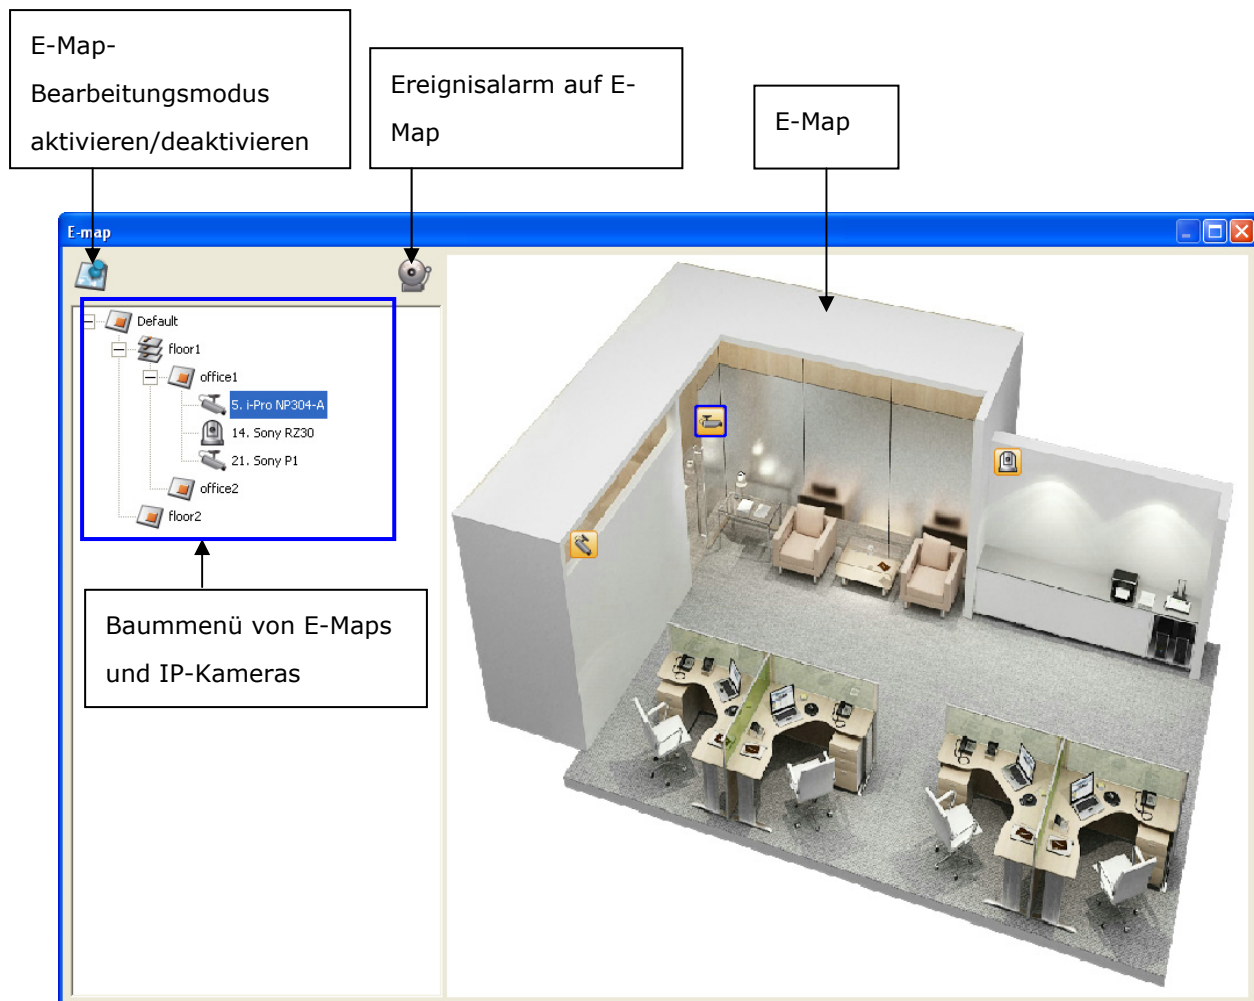 E-Map-
Bearbeitungsmodus
aktivieren/deaktivieren
Ereignisalarm auf E-
Map
E-Map
E-map
Default
floor1
office1
5. i-Pro NP304-A
14. Sony RZ30
21. Sony P1
office2
floor2
Baummenü von E-Maps
und IP-Kameras